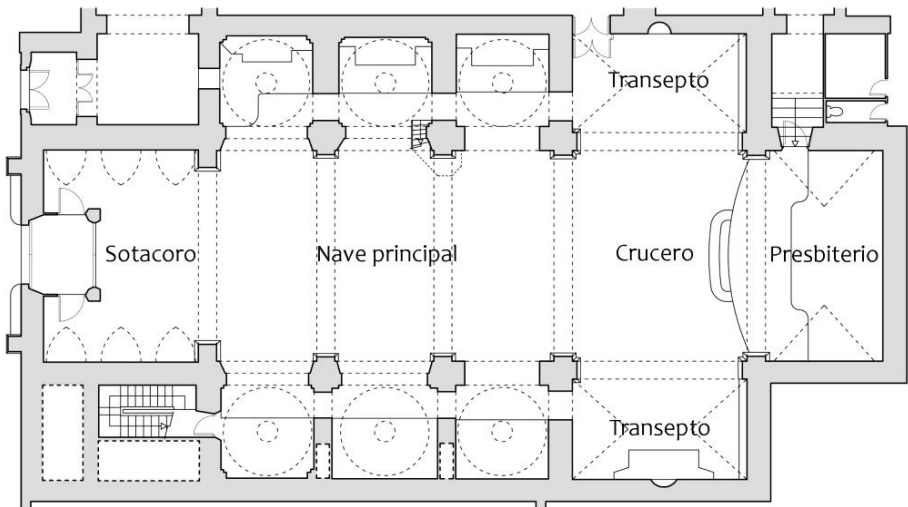 Transepto
Sotacoro
Nave principal
Crucero
Presbiterio
Transepto